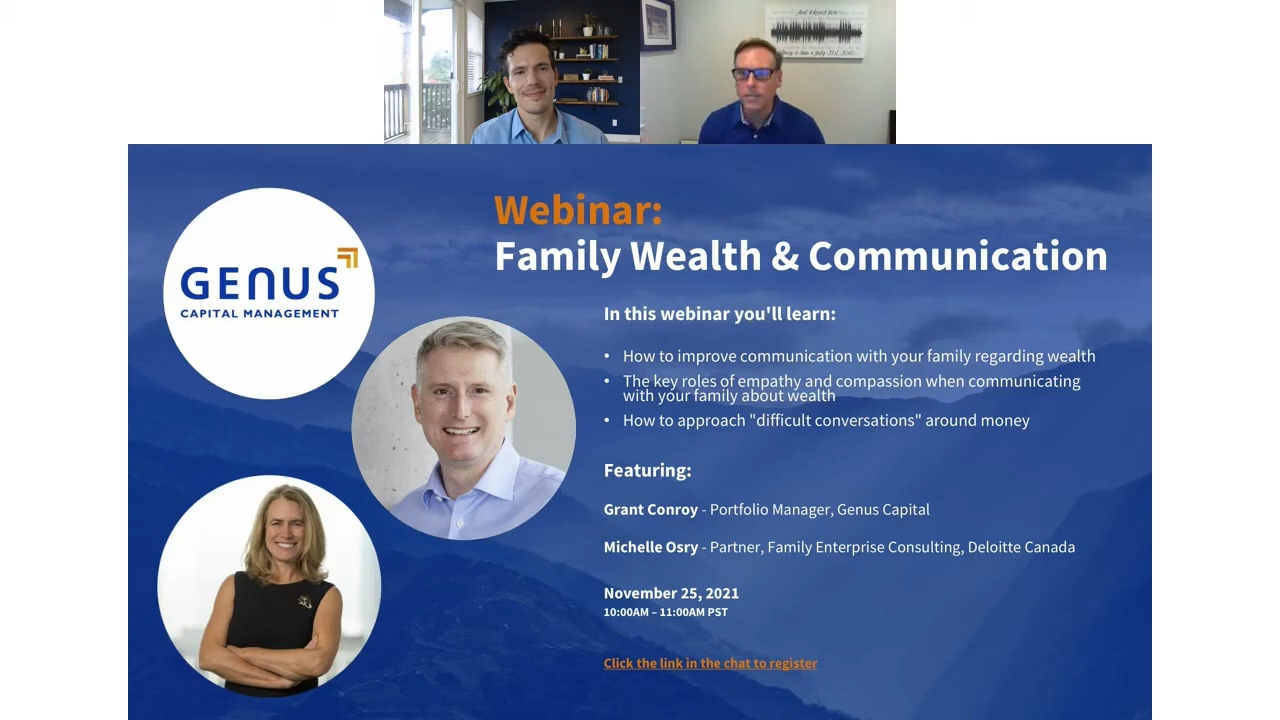 GENUS
CAPITAL MANAGEMENT
Webinar:
Family Wealth & Communication
In this webinar you'll learn:
• How to improve communication with your family regarding wealth
• The key roles of empathy and compassion when communicating
with your family about wealth
• How to approach "difficult conversations" around money
Featuring:
Grant Conroy - Portfolio Manager, Genus Capital
Michelle Osry - Partner, Family Enterprise Consulting, Deloitte Canada
November 25, 2021
10:00AM – 11:00AM PST
Click the link in the chat to register